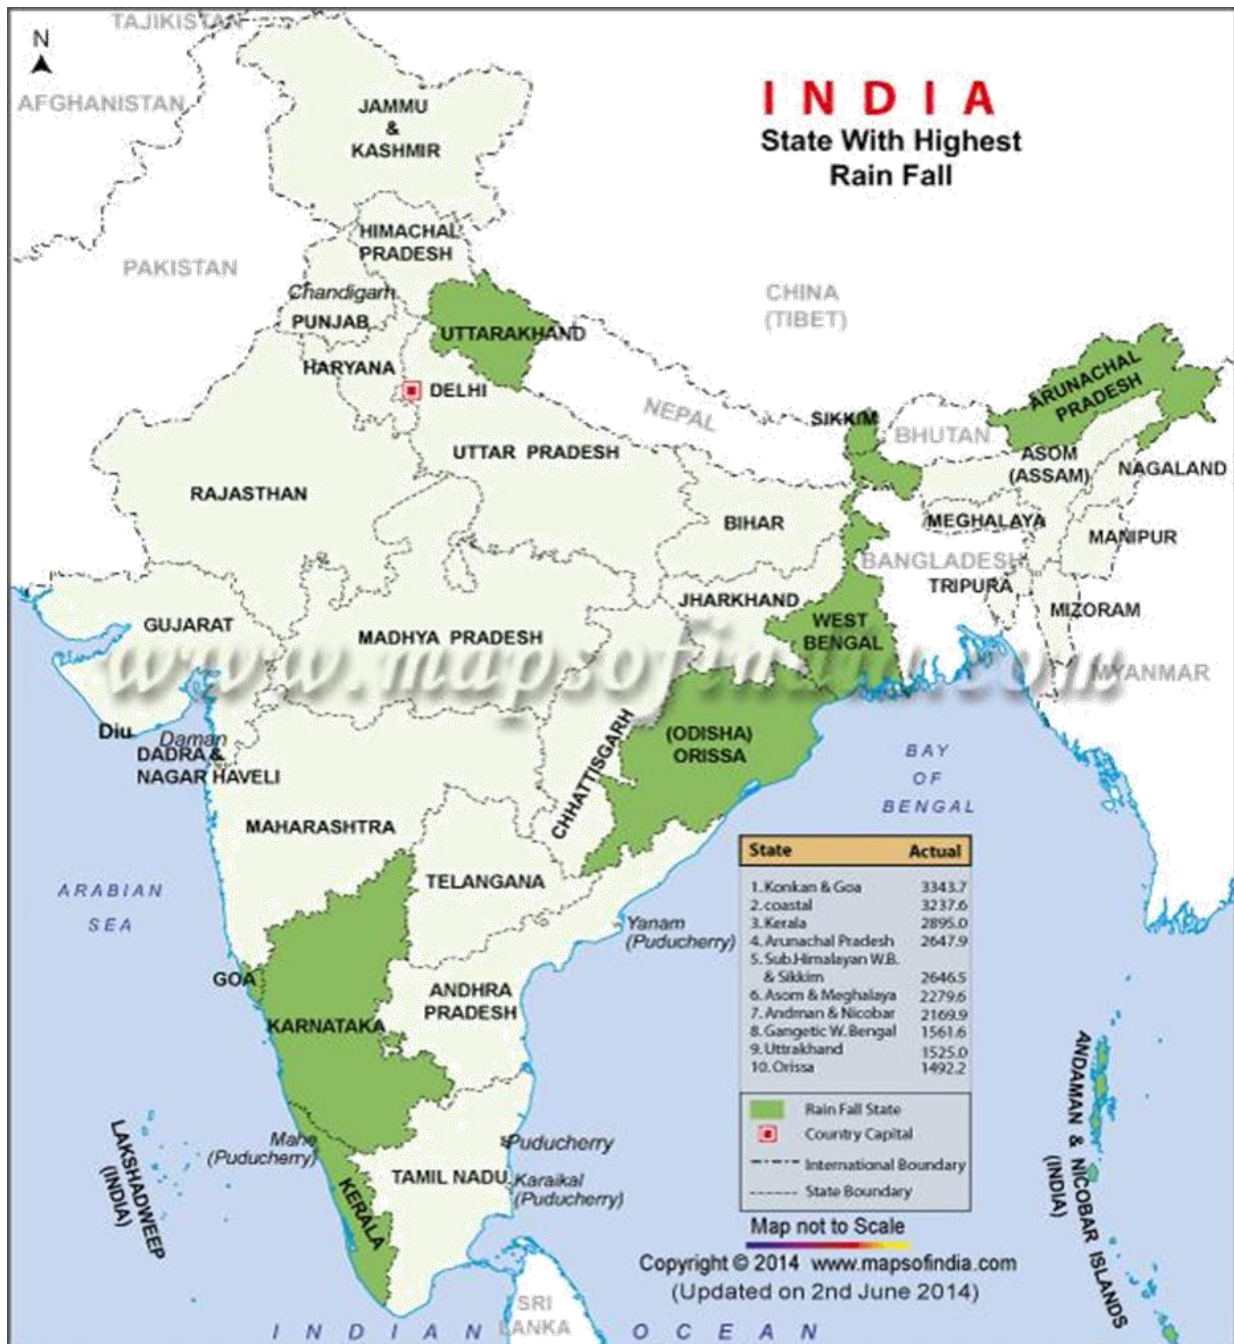 TAJIKISTAN
N
AFGHANISTAN
JAMMU
&
KASHMIR
INDIA
State With Highest
Rain Fall
HIMACHAL
PRADESH
PAKISTAN
Chandigarh
PUNJAB
CHINA
(TIBET)
UTTARAKHAND
HARYANA
DELHI
ARUNACHAL
PRADESH
NEPAL
SIKKIM
BHUTAN
UTTAR PRADESH
ASOM
(ASSAM)
NAGALAND
RAJASTHAN
BIHAR
MEGHALAYA
MANIPUR
BANGLADESH
TRIPURA
JHARKHAND
MIZORAM
GUJARAT
MADHYA PRADESH
WEST
BENGAL
www.mapsofindia.com
MYANMAR
Diu
Daman
DADRA &
NAGAR HAVELI
CHHATTISGARH
(ODISHA)
ORISSA
BAY
OF
BENGAL
MAHARASHTRA
TELANGANA
ARABIAN
SEA
Yanam
(Puducherry)
GOA
ANDHRA
PRADESH
KARNATAKA
State Actual
1. Konkan & Goa 3343.7
2. coastal 3237.6
3. Kerala 2895.0
4. Arunachal Pradesh 2647.9
5. Sub.Himalayan W.B.
& Sikkim 2646.5
6. Asom & Meghalaya 2279.6
7. Andman & Nicobar 2169.9
8. Gangetic W. Bengal 1561.6
9. Uttrakhand 1525.0
10. Orissa 1492.2
Rain Fall State
Country Capital
International Boundary
State Boundary
ANDAMAN & NICOBAR ISLANDS
(INDIA)
LAKSHADWEEP
(INDIA)
Mahe
(Puducherry)
Puducherry
TAMIL NADU
Karaikal
(Puducherry)
KERALA
Map not to Scale
Copyright © 2014 www.mapsofindia.com
(Updated on 2nd June 2014)
SRI
LANKA
INDIAN OCEAN